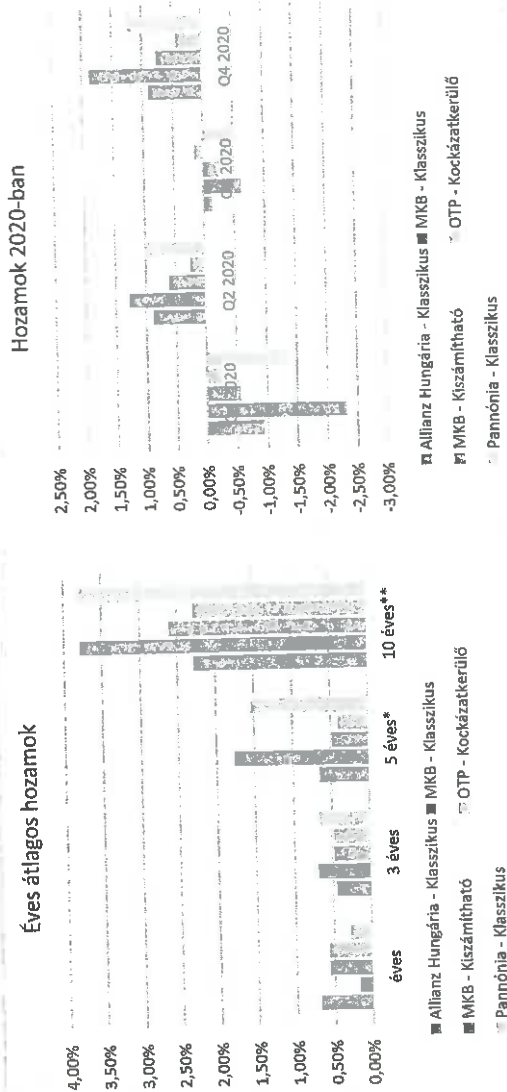 Éves átlagos hozamok
4,00%
3,50%
3,00%
2,50%
2,00%
1,50%
1,00%
0,50%
0,00%
éves
3 éves
5 éves*
10 éves**
Allianz Hungária - Klasszikus MKB - Klasszikus
MKB - Kiszámítható OTP - Kockázatkerülő
Pannónia - Klasszikus
Hozamok 2020-ban
2,50%
2,00%
1,50%
1,00%
0,50%
0,00%
-0,50%
-1,00%
-1,50%
-2,00%
-2,50%
-3,00%
Q2 2020
2020
Q4 2020
Allianz Hungária - Klasszikus MKB - Klasszikus
MKB - Kiszámítható OTP - Kockázatkerülő
Pannónia - Klasszikus